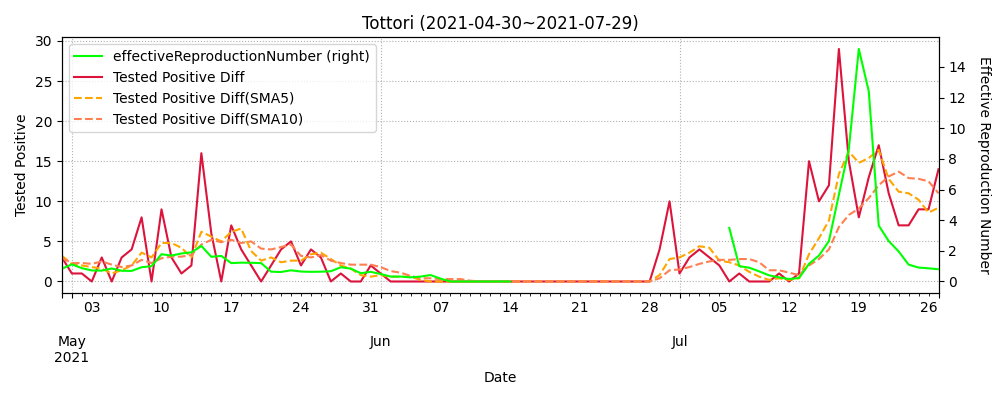 Tottori (2021-04-30~2021-07-29)
effectiveReproductionNumber (right)
Tested Positive Diff
Tested Positive Diff(SMA5)
Tested Positive Diff(SMA10)
Tested Positive
30
25
20
15
10
5
0
Effective Reproduction Number
14
12
10
8
6
4
2
0
03 10 17 24 31 07 14 21 28 05 12 19 26
May Jun Jul
2021
Date